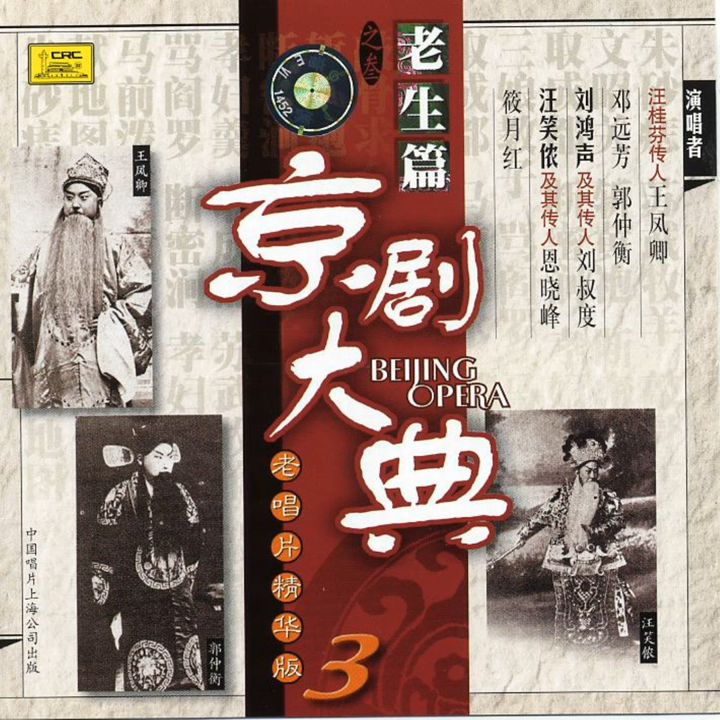 CRC
VEM
1452
老生篇
之叁
京剧大典
BEIJING
OPERA
老唱片精华版
3
演唱者
汪桂芬传人王凤卿
邓远芳 郭仲衡
刘鸿声及其传人刘叔度
汪笑侬及其传人恩晓峰
筱月红
王凤卿
郭仲衡
汪笑侬
中国唱片上海公司出版